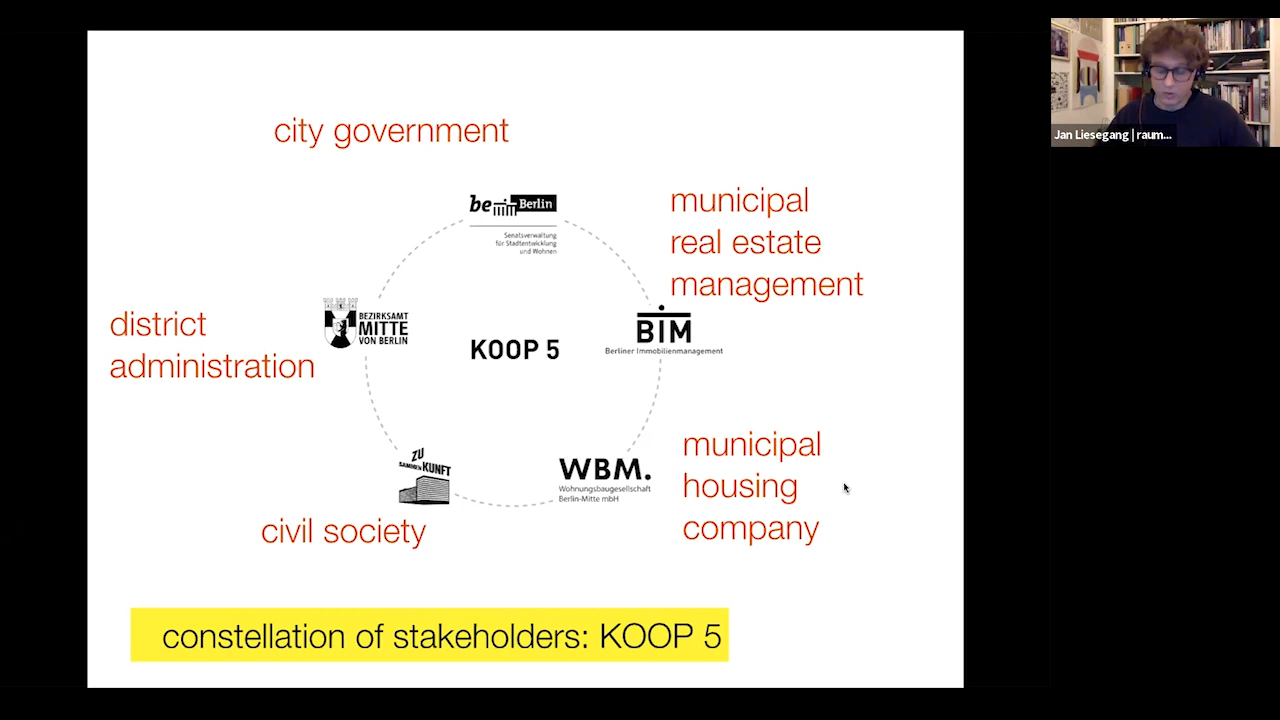 city government
be Berlin
Senatsverwaltung
für Stadtentwicklung
und Wohnen
municipal
real estate
management
BEZIRKSAMT
MITTE
VON BERLIN
district
administration
KOOP 5
BIM
Berliner Immobilienmanagement
ZU
SAMMEN KUNFT
WBM.
Wohnungsbaugesellschaft
Berlin-Mitte mbH
municipal
housing
company
civil society
constellation of stakeholders: KOOP 5
Jan Liesegang | raum...